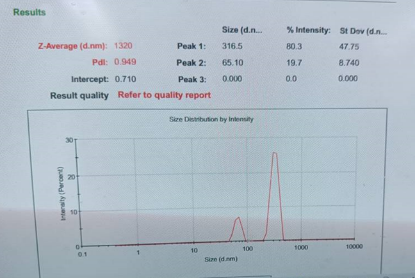 Results
Size (d.n... % Intensity: St Dev (d.n...
Z-Average (d.nm): 1320 Peak 1: 316.5 80.3 47.75
PdI: 0.949 Peak 2: 65.10 19.7 8.740
Intercept: 0.710 Peak 3: 0.000 0.0 0.000
Result quality Refer to quality report
Size Distribution by Intensity
30
20
10
0
Intensity (Percent)
0.1 1 10 100 1000 10000
Size (d.nm)